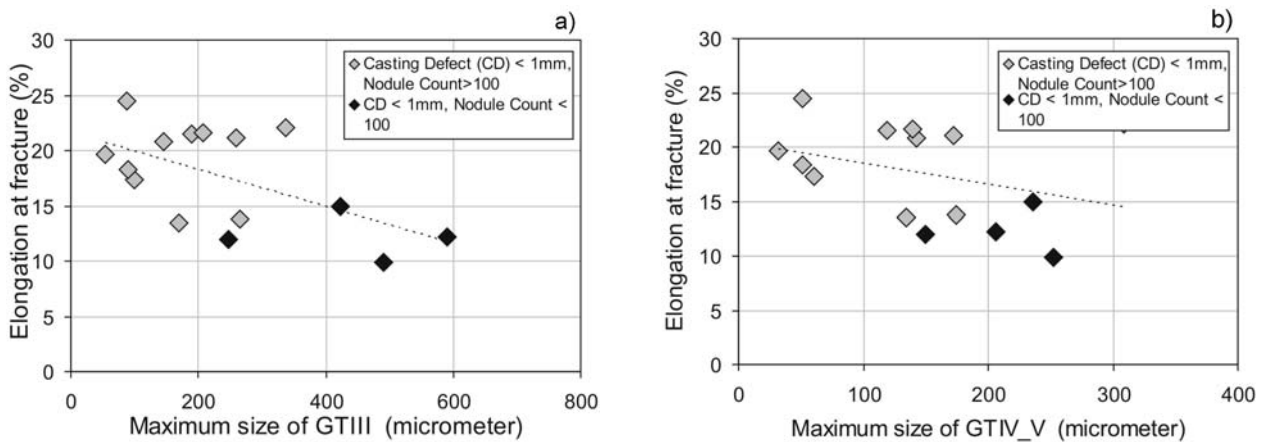 a)
30
25
20
15
10
5
0
Elongation at fracture (%)
Casting Defect (CD) < 1mm,
Nodule Count>100
CD < 1mm, Nodule Count <
100
0 200 400 600 800
Maximum size of GTIII (micrometer)
b)
30
25
20
15
10
5
0
Elongation at fracture (%)
Casting Defect (CD) < 1mm,
Nodule Count>100
CD < 1mm, Nodule Count <
100
0 100 200 300 400
Maximum size of GTIV_V (micrometer)